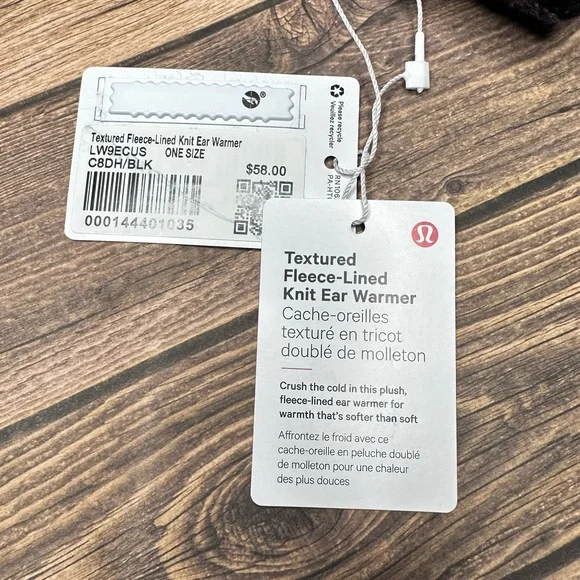 Textured Fleece-Lined Knit Ear Warmer
LW9ECUS ONE SIZE
C8DH/BLK
$58.00
000144401035
Please recycle
Veuillez recycler
Textured
Fleece-Lined
Knit Ear Warmer
Cache-oreilles
texturé en tricot
doublé de molleton
Crush the cold in this plush,
fleece-lined ear warmer for
warmth that's softer than soft
Affrontez le froid avec ce
cache-oreille en peluche doublé
de molleton pour une chaleur
des plus douces